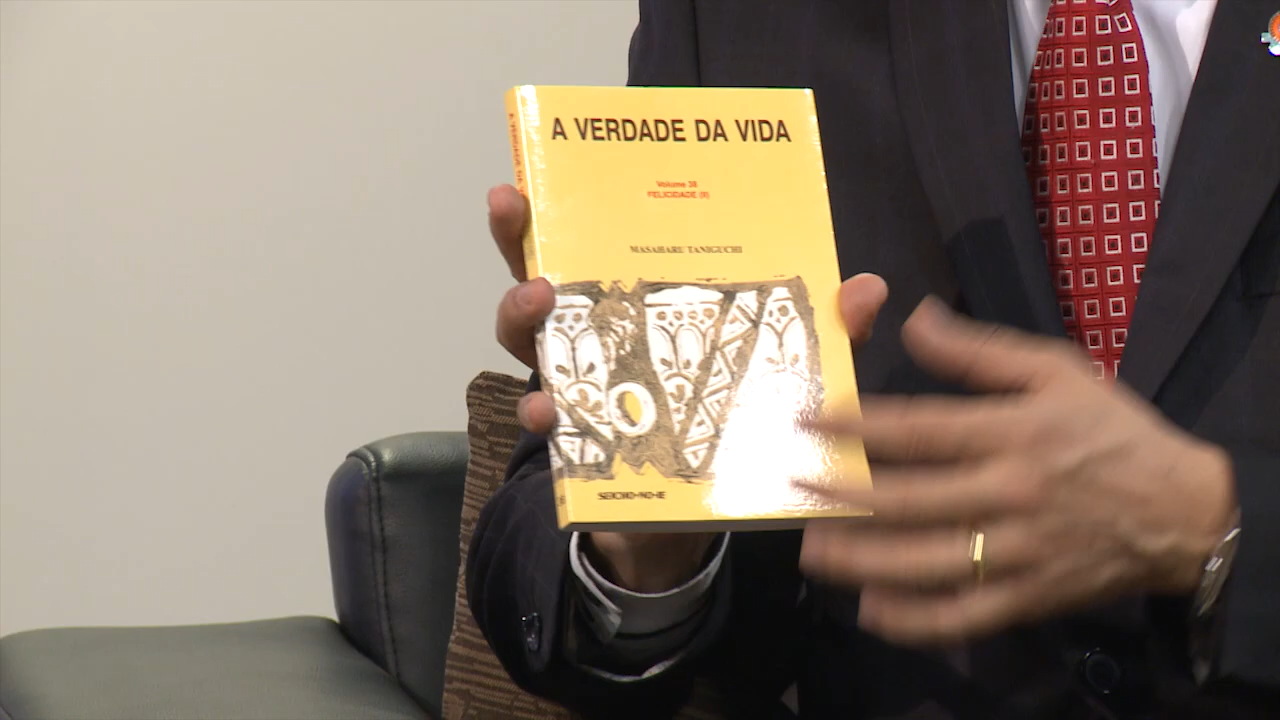 A VERDADE DA VIDA
Volume 38
FELICIDADE (II)
MASAHARU TANIGUCHI
SEICHO-NO-IE